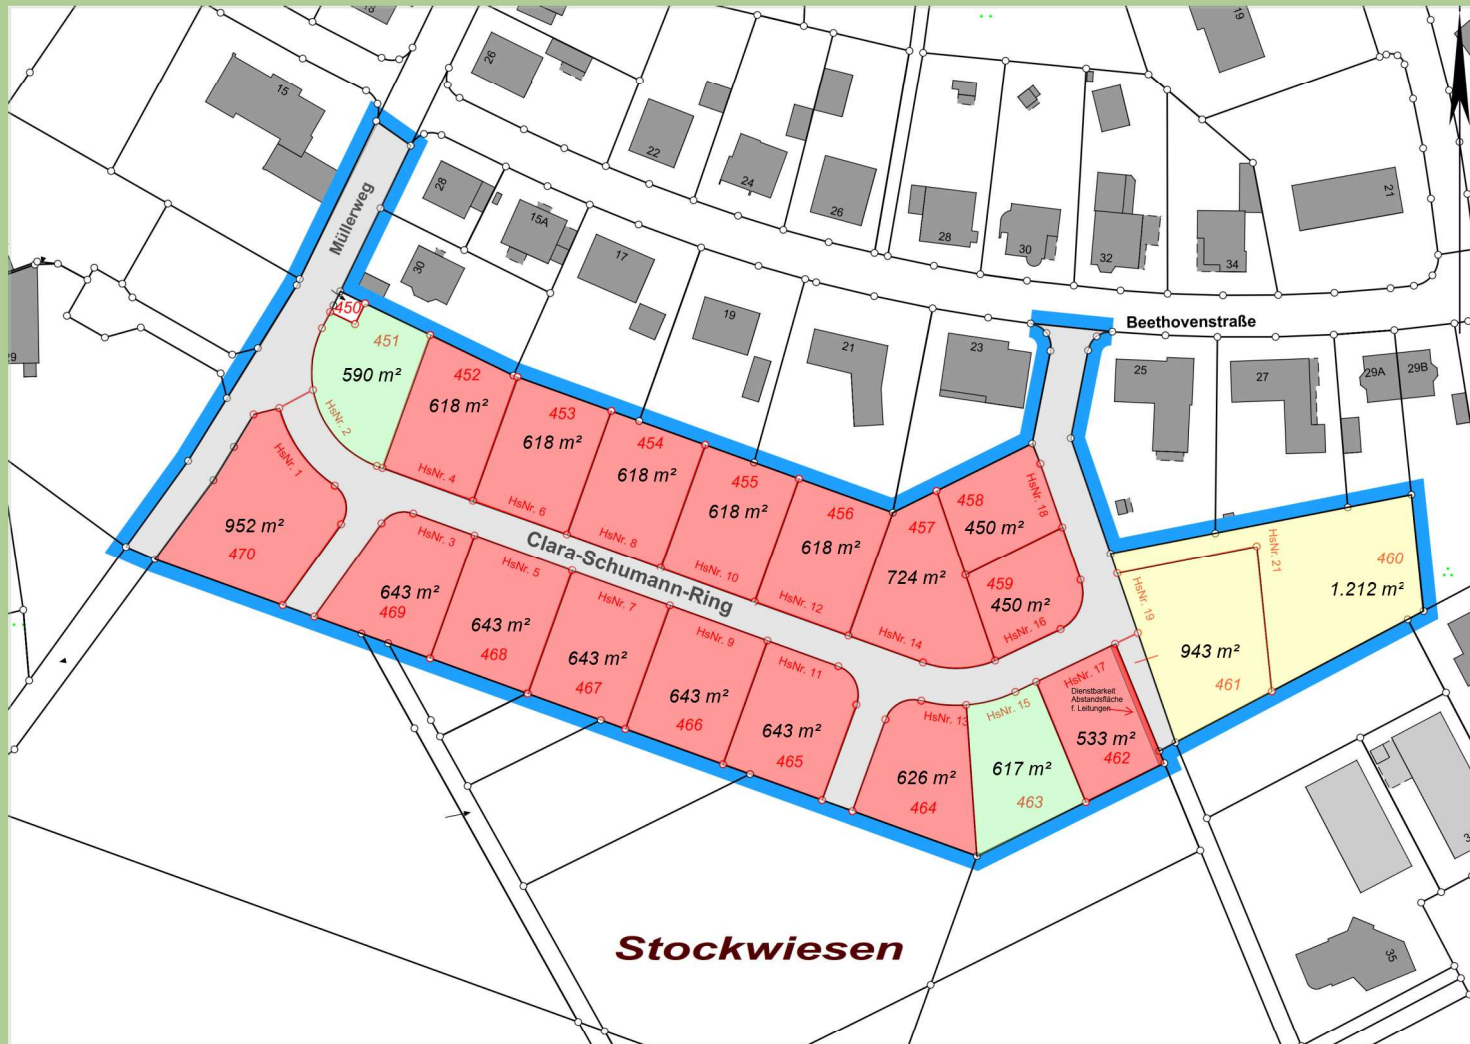 18
19
26
15
22
24
26
28
30
32
34
21
28
15A
30
17
19
21
23
25
27
29A
29B
29
35
Müllerweg
Beethovenstraße
Clara-Schumann-Ring
450
451
590 m²
HsNr. 2
452
618 m²
HsNr. 4
453
618 m²
HsNr. 6
454
618 m²
HsNr. 8
455
618 m²
HsNr. 10
456
618 m²
HsNr. 12
457
724 m²
HsNr. 14
458
450 m²
HsNr. 18
459
450 m²
HsNr. 16
460
1.212 m²
HsNr. 21
HsNr. 19
943 m²
461
HsNr. 1
952 m²
470
HsNr. 3
643 m²
469
HsNr. 5
643 m²
468
HsNr. 7
643 m²
467
HsNr. 9
643 m²
466
HsNr. 11
643 m²
465
HsNr. 13
626 m²
464
HsNr. 15
617 m²
463
HsNr. 17
Dienstbarkeit
Abstandsfläche
f. Leitungen
533 m²
462
Stockwiesen